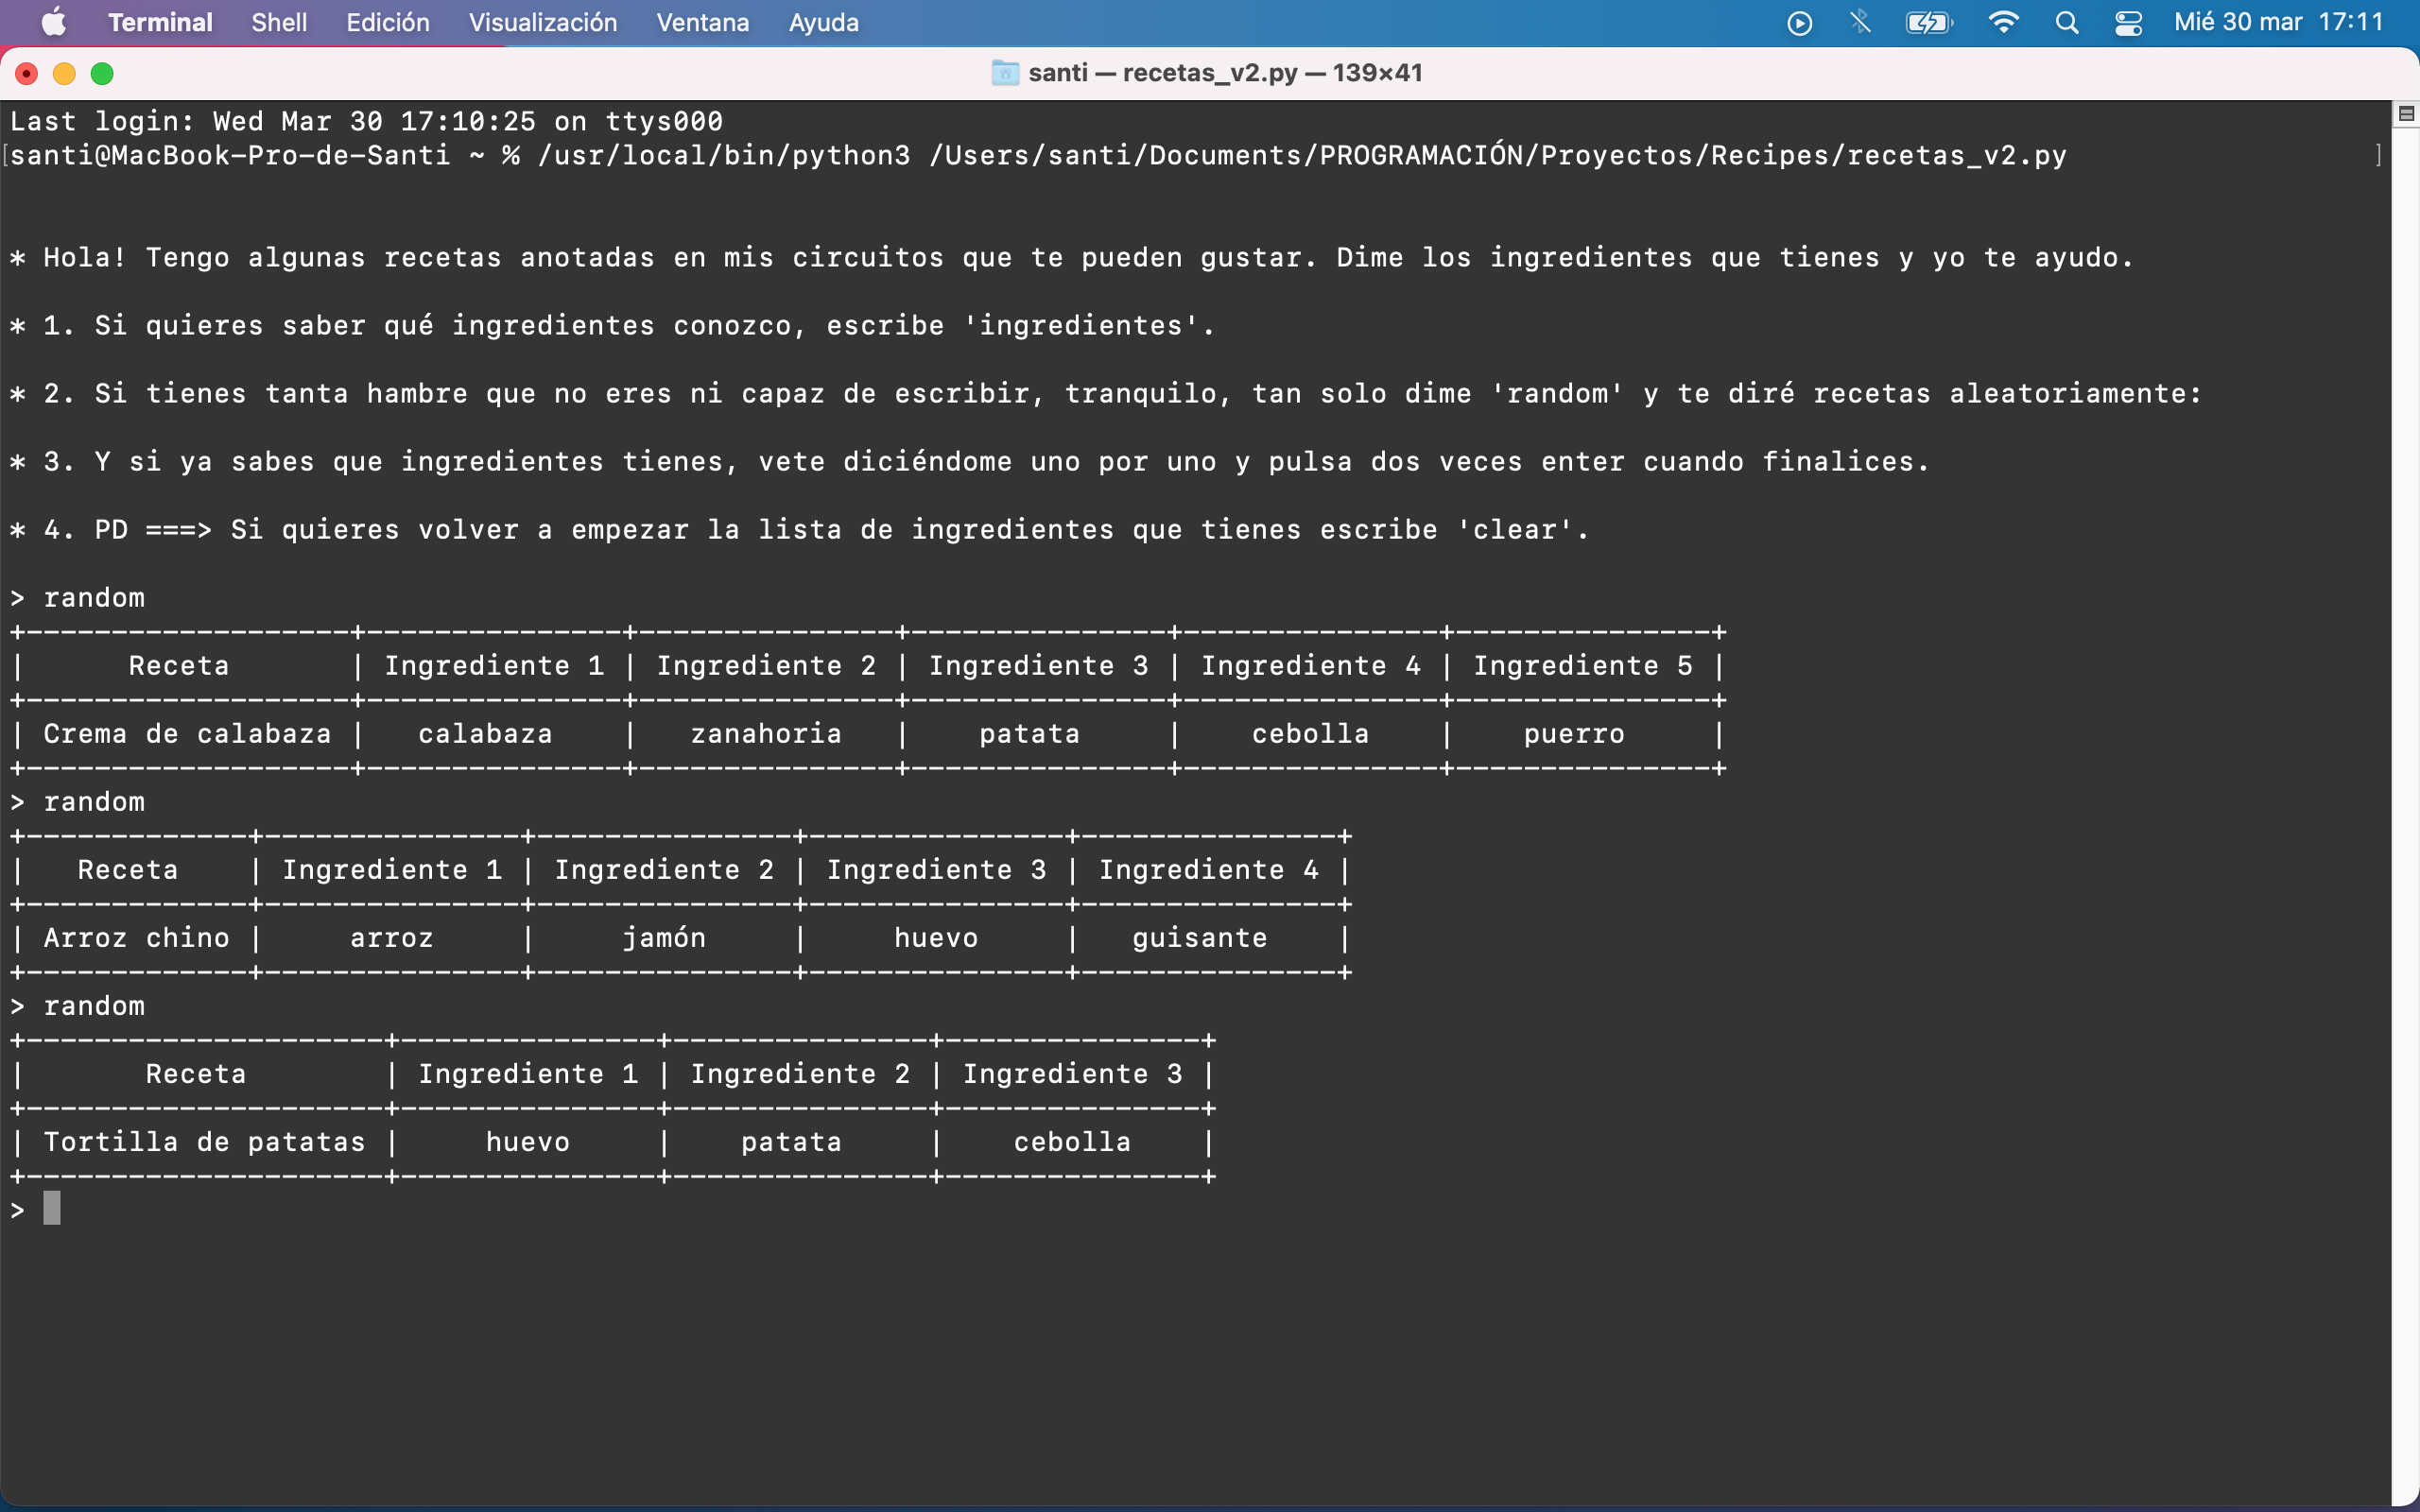 Terminal Shell Edición Visualización Ventana Ayuda Mié 30 mar 17:11
santi — recetas_v2.py — 139×41
Last login: Wed Mar 30 17:10:25 on ttys000
[santi@MacBook-Pro-de-Santi ~ % /usr/local/bin/python3 /Users/santi/Documents/PROGRAMACIÓN/Proyectos/Recipes/recetas_v2.py ]
* Hola! Tengo algunas recetas anotadas en mis circuitos que te pueden gustar. Dime los ingredientes que tienes y yo te ayudo.
* 1. Si quieres saber qué ingredientes conozco, escribe 'ingredientes'.
* 2. Si tienes tanta hambre que no eres ni capaz de escribir, tranquilo, tan solo dime 'random' y te diré recetas aleatoriamente:
* 3. Y si ya sabes que ingredientes tienes, vete diciéndome uno por uno y pulsa dos veces enter cuando finalices.
* 4. PD ===> Si quieres volver a empezar la lista de ingredientes que tienes escribe 'clear'.
> random
+-------------------+---------------+---------------+---------------+---------------+---------------+
|      Receta       | Ingrediente 1 | Ingrediente 2 | Ingrediente 3 | Ingrediente 4 | Ingrediente 5 |
+-------------------+---------------+---------------+---------------+---------------+---------------+
| Crema de calabaza |   calabaza    |   zanahoria   |    patata     |    cebolla    |    puerro     |
+-------------------+---------------+---------------+---------------+---------------+---------------+
> random
+-------------+---------------+---------------+---------------+---------------+
|   Receta    | Ingrediente 1 | Ingrediente 2 | Ingrediente 3 | Ingrediente 4 |
+-------------+---------------+---------------+---------------+---------------+
| Arroz chino |     arroz     |     jamón     |     huevo     |   guisante    |
+-------------+---------------+---------------+---------------+---------------+
> random
+---------------------+---------------+---------------+---------------+
|       Receta        | Ingrediente 1 | Ingrediente 2 | Ingrediente 3 |
+---------------------+---------------+---------------+---------------+
| Tortilla de patatas |     huevo     |    patata     |    cebolla    |
+---------------------+---------------+---------------+---------------+
>